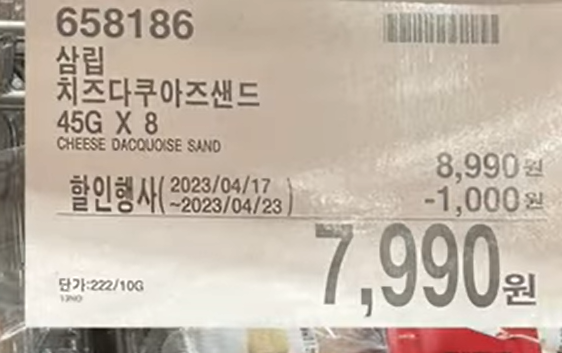 658186
삼립
치즈다쿠아즈샌드
45G X 8
CHEESE DACQUOISE SAND
8,990원
할인행사( 2023/04/17 ~2023/04/23 ) -1,000원
7,990원
단가:222/10G